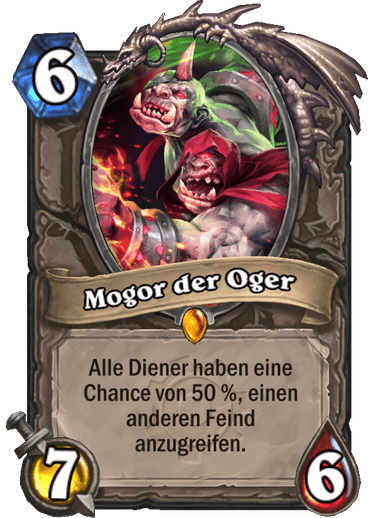 6
Mogor der Oger
Alle Diener haben eine
Chance von 50 %, einen
anderen Feind
anzugreifen.
7
6